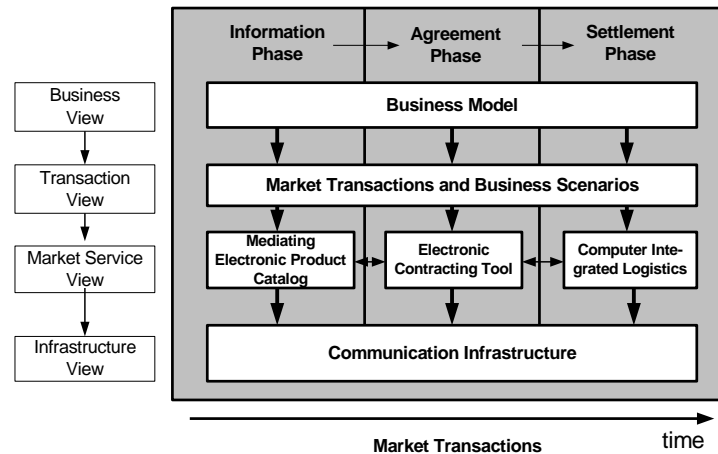 Information
Phase
Agreement
Phase
Settlement
Phase
Business
View
Business Model
Transaction
View
Market Transactions and Business Scenarios
Market Service
View
Mediating
Electronic Product
Catalog
Electronic
Contracting Tool
Computer Inte-
grated Logistics
Infrastructure
View
Communication Infrastructure
Market Transactions
time